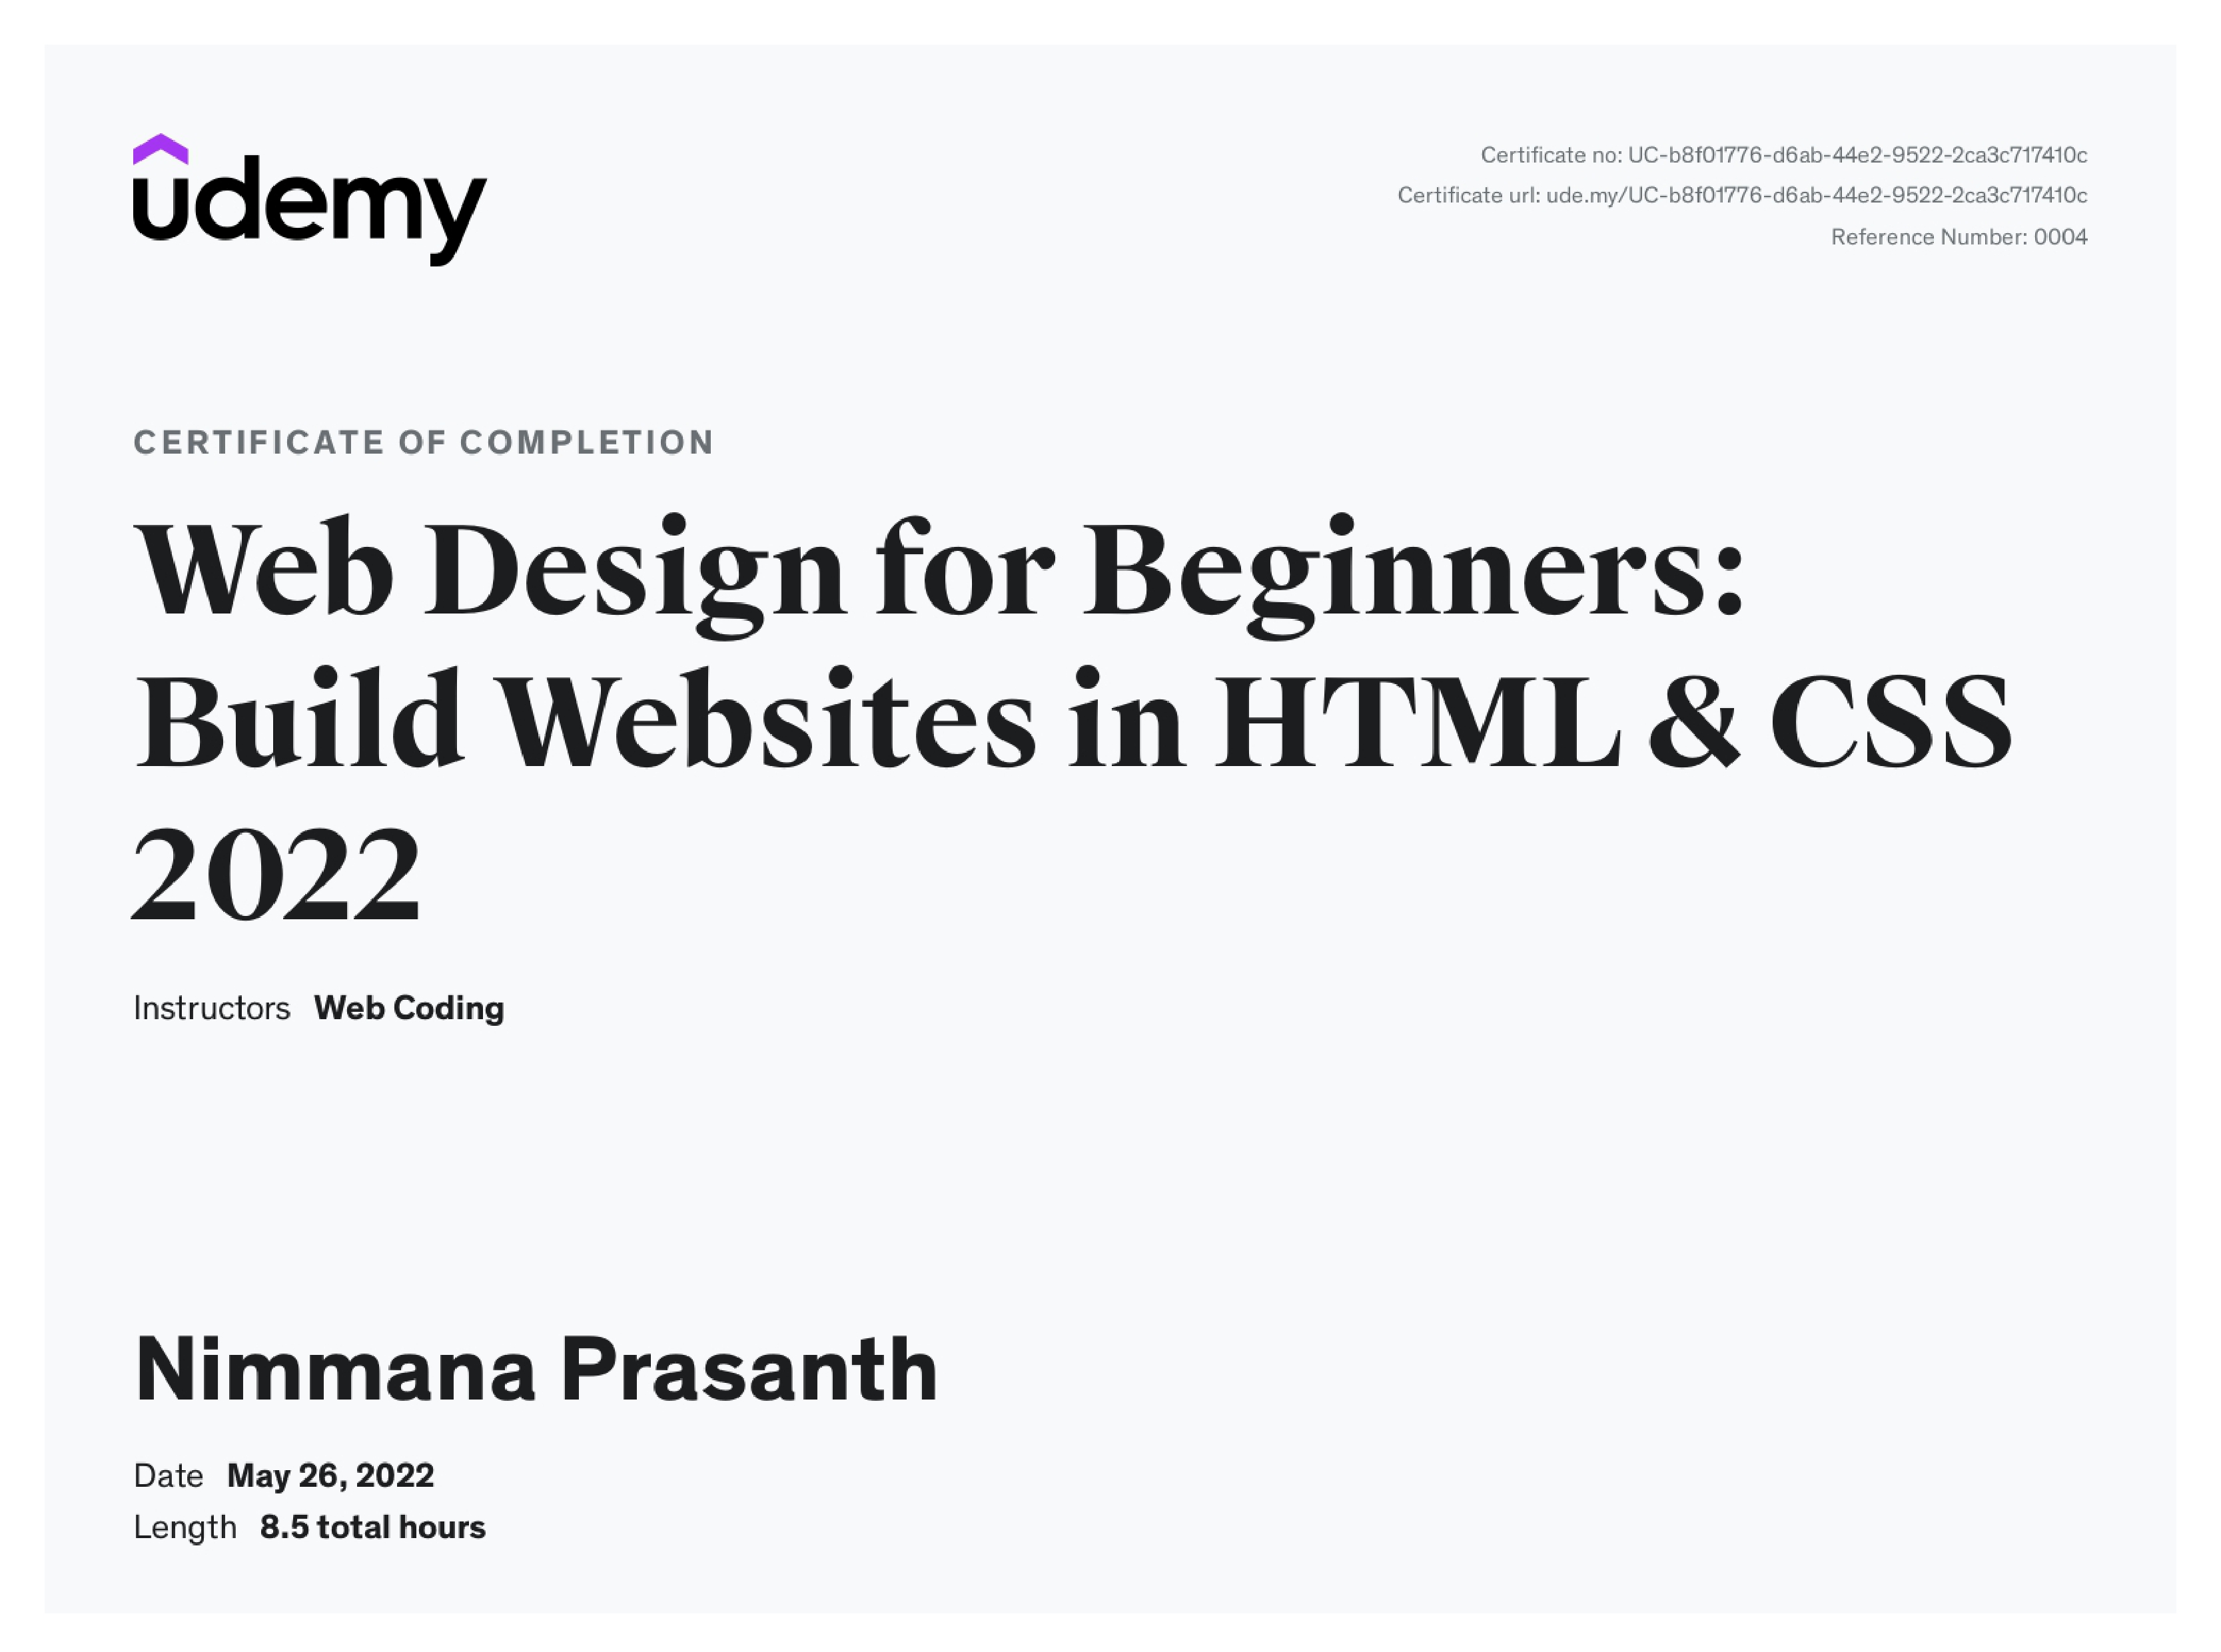 udemy
Certificate no: UC-b8f01776-d6ab-44e2-9522-2ca3c717410c
Certificate url: ude.my/UC-b8f01776-d6ab-44e2-9522-2ca3c717410c
Reference Number: 0004
CERTIFICATE OF COMPLETION
Web Design for Beginners:
Build Websites in HTML & CSS
2022
Instructors Web Coding
Nimmana Prasanth
Date May 26, 2022
Length 8.5 total hours